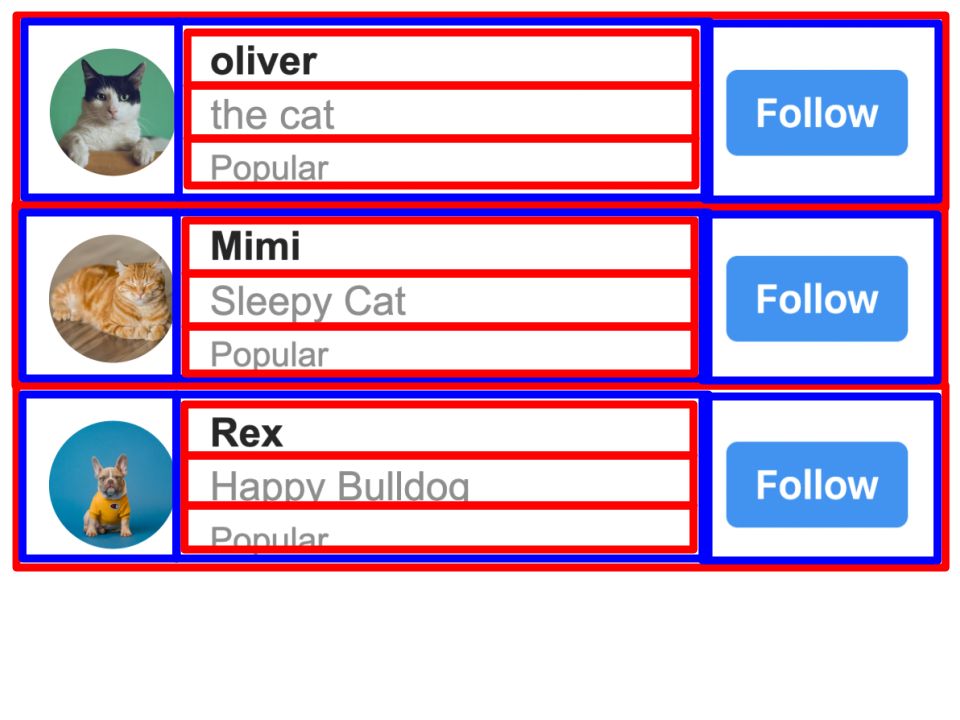 oliver
the cat
Popular
Follow
Mimi
Sleepy Cat
Popular
Follow
Rex
Happy Bulldog
Popular
Follow